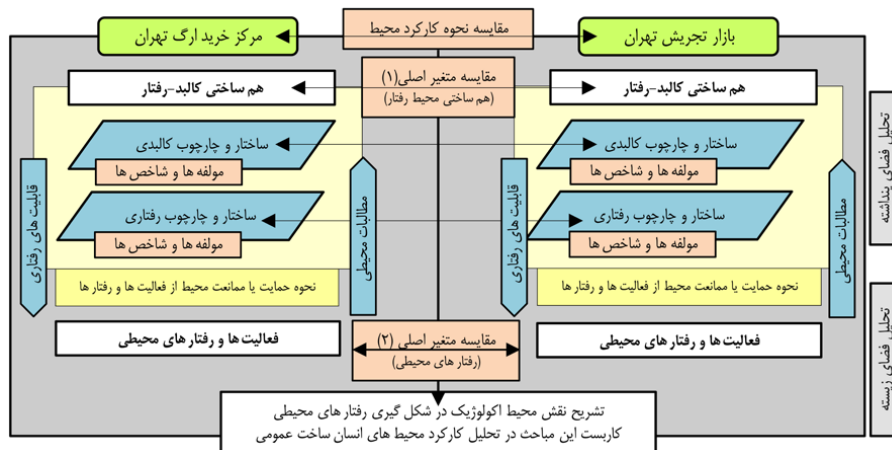 بازار تجریش تهران
مقایسه نحوه کارکرد محیط
مرکز خرید ارگ تهران
هم ساختی کالبد-رفتار
مقایسه متغیر اصلی(۱)
(هم ساختی محیط رفتار)
هم ساختی کالبد-رفتار
تحلیل فضای پنداشته
ساختار و چارچوب کالبدی
مولفه ها و شاخص ها
ساختار و چارچوب رفتاری
مولفه ها و شاخص ها
مطالبات محیطی
قابلیت های رفتاری
نحوه حمایت یا ممانعت محیط از فعالیت ها و رفتار ها
ساختار و چارچوب کالبدی
مولفه ها و شاخص ها
ساختار و چارچوب رفتاری
مولفه ها و شاخص ها
مطالبات محیطی
قابلیت های رفتاری
نحوه حمایت یا ممانعت محیط از فعالیت ها و رفتار ها
تحلیل فضای زیسته
فعالیت ها و رفتار های محیطی
مقایسه متغیر اصلی (۲)
(رفتار های محیطی)
فعالیت ها و رفتار های محیطی
تشریح نقش محیط اکولوژیک در شکل گیری رفتار های محیطی
کاربست این مباحث در تحلیل کارکرد محیط های انسان ساخت عمومی